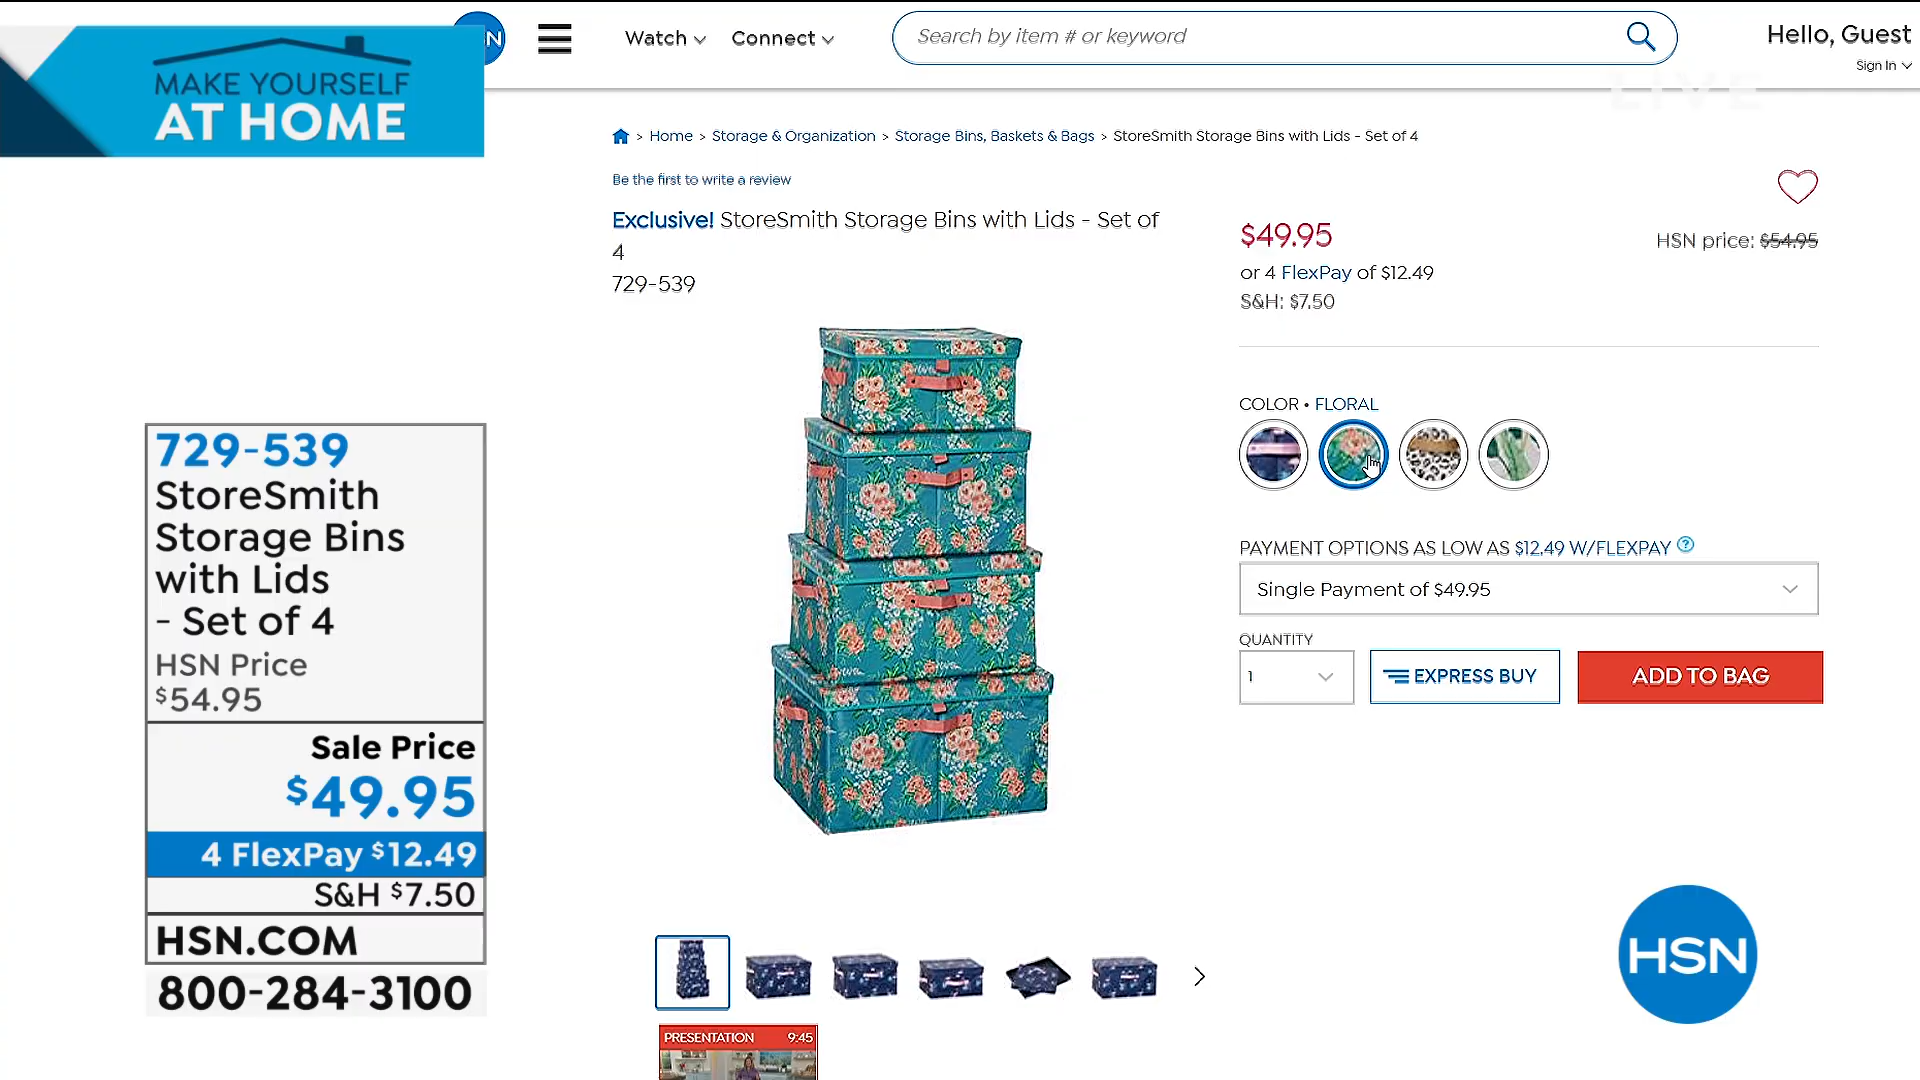 MAKE YOURSELF
AT HOME
N
Watch
Connect
Search by item # or keyword
Hello, Guest
Sign In
LIVE
> Home > Storage & Organization > Storage Bins, Baskets & Bags > StoreSmith Storage Bins with Lids - Set of 4
Be the first to write a review
Exclusive! StoreSmith Storage Bins with Lids - Set of
4
729-539
$49.95
HSN price: $54.95
or 4 FlexPay of $12.49
S&H: $7.50
COLOR • FLORAL
PAYMENT OPTIONS AS LOW AS $12.49 W/FLEXPAY ?
Single Payment of $49.95
QUANTITY
1
EXPRESS BUY
ADD TO BAG
729-539
StoreSmith
Storage Bins
with Lids
- Set of 4
HSN Price
$54.95
Sale Price
$49.95
4 FlexPay $12.49
S&H $7.50
HSN.COM
800-284-3100
PRESENTATION 9:45
HSN